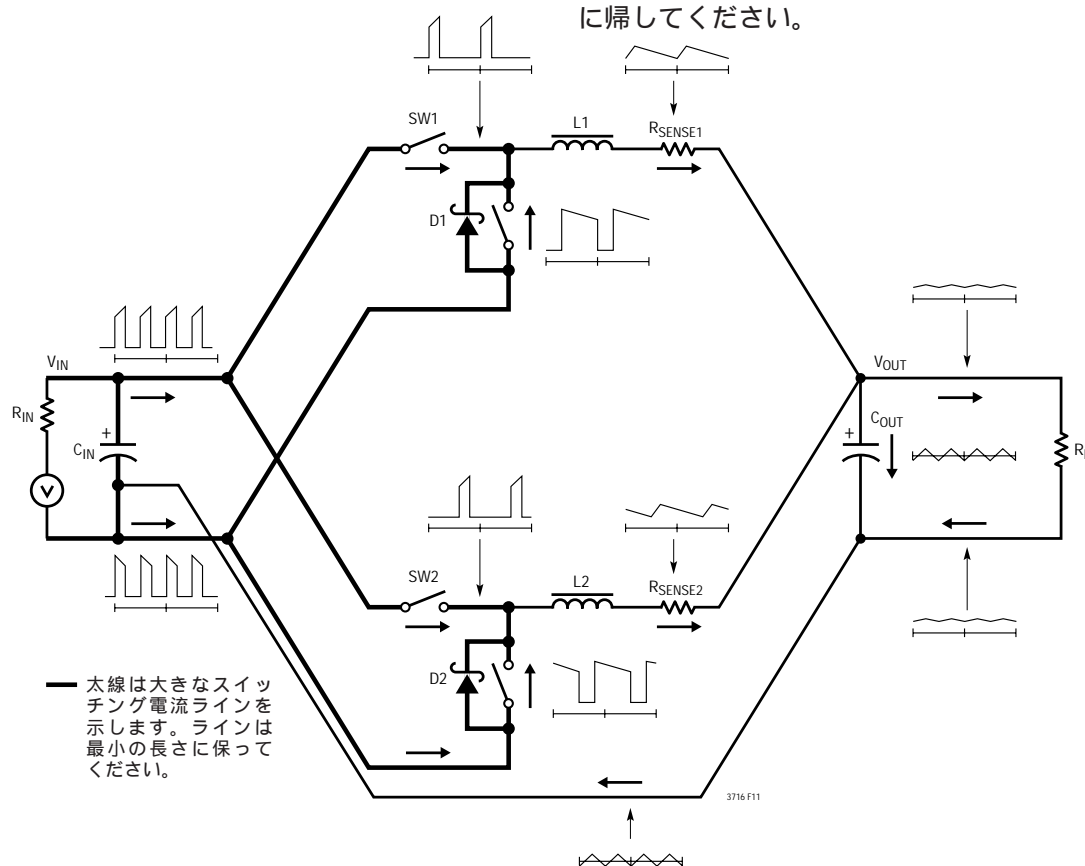 に帰してください。
SW1
L1
RSENSE1
D1
VIN
RIN
+
CIN
V
VOUT
+
COUT
SW2
L2
RSENSE2
D2
太線は大きなスイッ
チング電流ラインを
示します。ラインは
最小の長さに保って
ください。
3716 F11